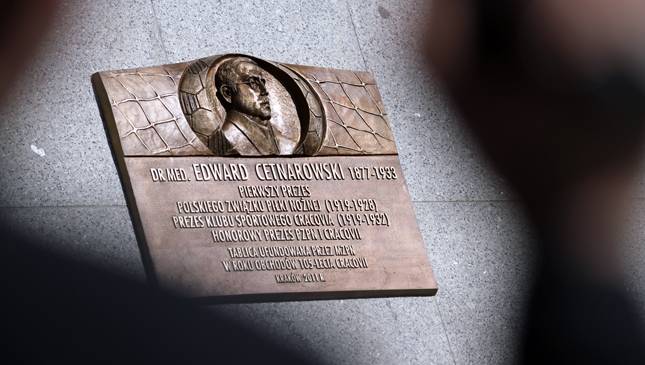 DR MED. EDWARD CETNAROWSKI 1877-1933
PIERWSZY PREZES
POLSKIEGO ZWIĄZKU PIŁKI NOŻNEJ (1919-1928)
PREZES KLUBU SPORTOWEGO CRACOVIA (1919-1932)
HONOROWY PREZES PZPN I CRACOVII
TABLICA UFUNDOWANA PRZEZ MZPN
W ROKU OBCHODÓW 105-LECIA CRACOVII
KRAKÓW 2011 R.